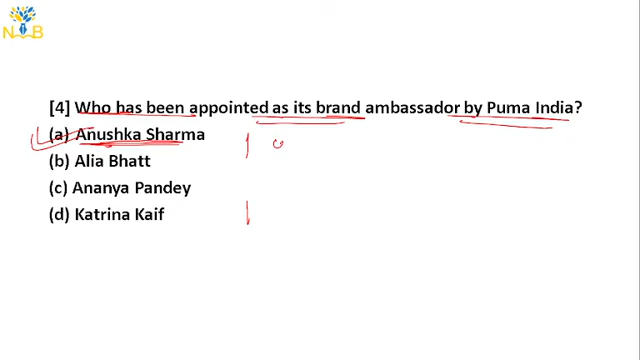 N B
[4] Who has been appointed as its brand ambassador by Puma India?
(a) Anushka Sharma
(b) Alia Bhatt
(c) Ananya Pandey
(d) Katrina Kaif